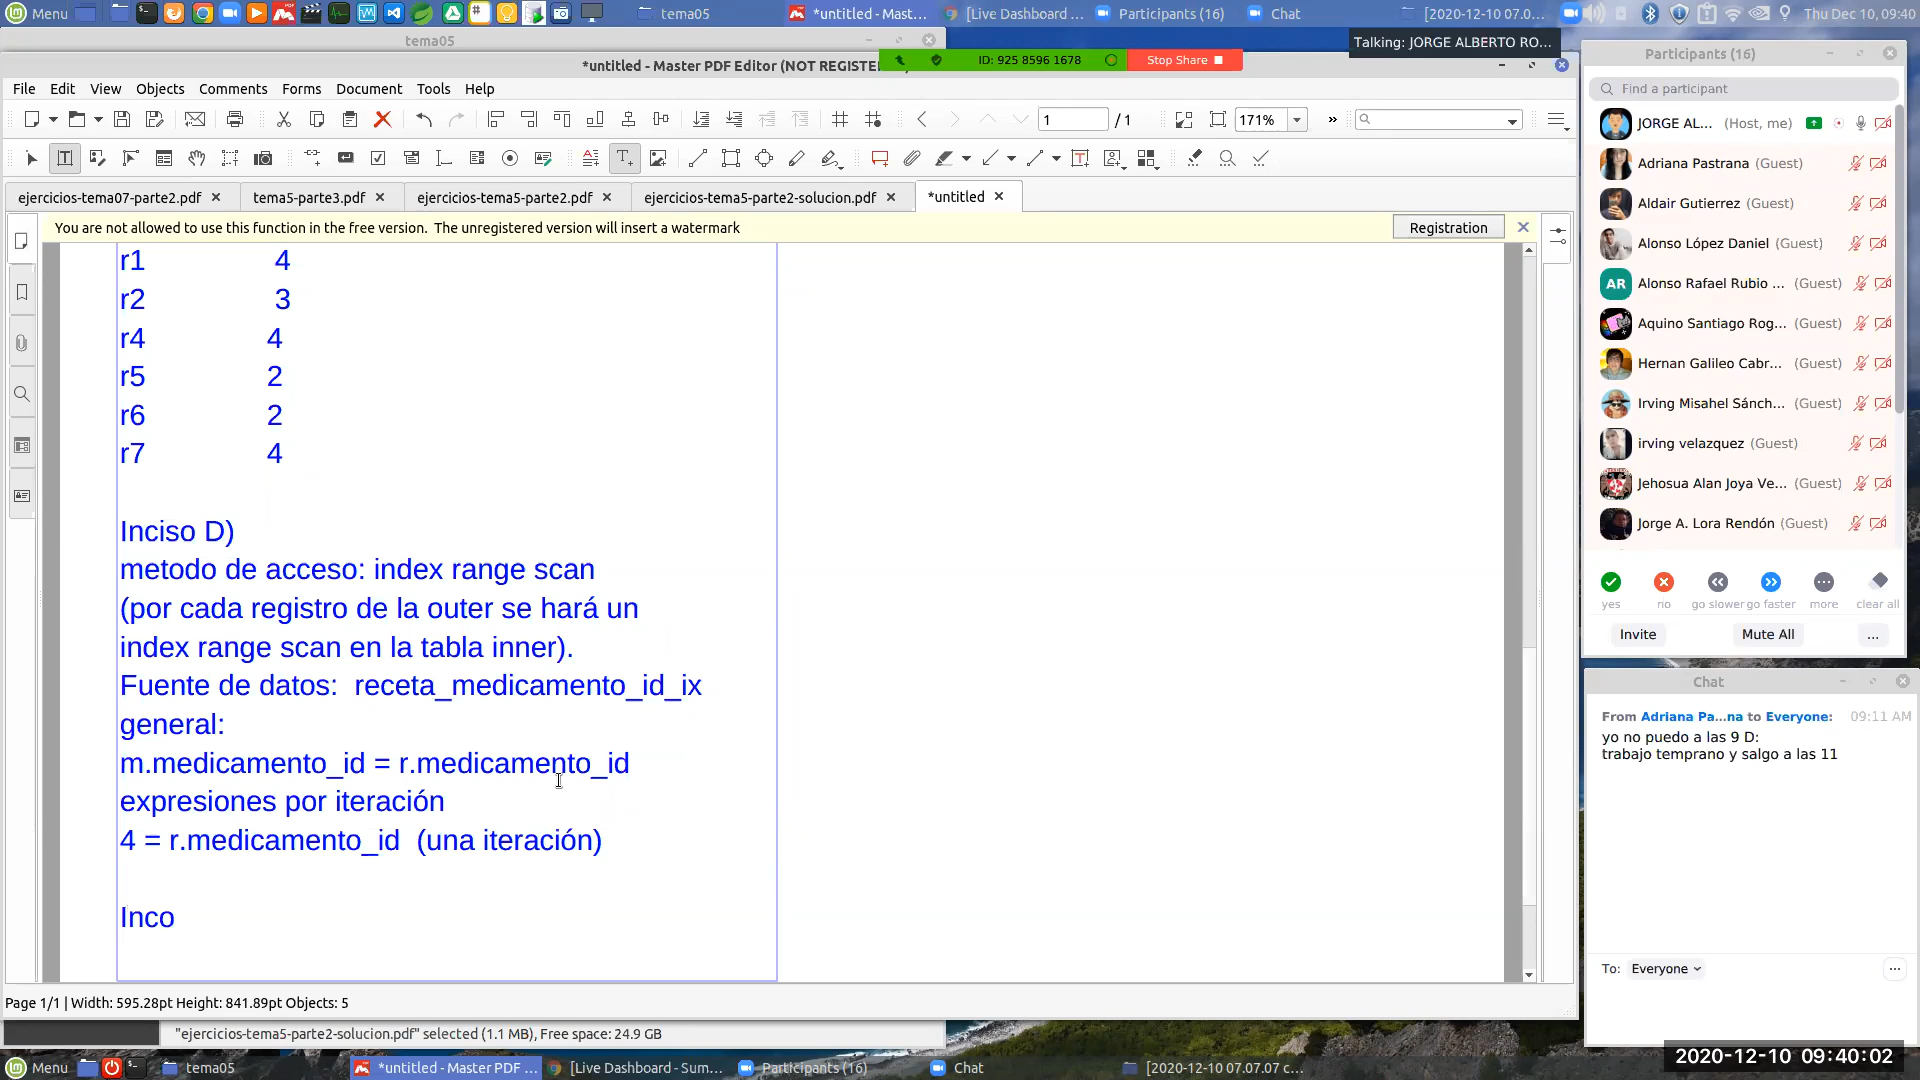 Menu
tema05
*untitled - Mast...
[Live Dashboard ...
Participants (16)
Chat
[2020-12-10 07.0...
Thu Dec 10, 09:40
tema05
Talking: JORGE ALBERTO RO...
*untitled - Master PDF Editor (NOT REGISTE
ID: 925 8596 1678
Stop Share
File Edit View Objects Comments Forms Document Tools Help
1 / 1
171%
ejercicios-tema07-parte2.pdf
tema5-parte3.pdf
ejercicios-tema5-parte2.pdf
ejercicios-tema5-parte2-solucion.pdf
*untitled
You are not allowed to use this function in the free version. The unregistered version will insert a watermark
Registration
r1 4
r2 3
r4 4
r5 2
r6 2
r7 4
Inciso D)
metodo de acceso: index range scan
(por cada registro de la outer se hará un
index range scan en la tabla inner).
Fuente de datos: receta_medicamento_id_ix
general:
m.medicamento_id = r.medicamento_id
expresiones por iteración
4 = r.medicamento_id (una iteración)
Inco
Page 1/1 | Width: 595.28pt Height: 841.89pt Objects: 5
"ejercicios-tema5-parte2-solucion.pdf" selected (1.1 MB), Free space: 24.9 GB
Participants (16)
Find a participant
JORGE AL... (Host, me)
Adriana Pastrana (Guest)
Aldair Gutierrez (Guest)
Alonso López Daniel (Guest)
AR Alonso Rafael Rubio ... (Guest)
Aquino Santiago Rog... (Guest)
Hernan Galileo Cabr... (Guest)
Irving Misahel Sánch... (Guest)
irving velazquez (Guest)
Jehosua Alan Joya Ve... (Guest)
Jorge A. Lora Rendón (Guest)
yes no go slower go faster more clear all
Invite Mute All ...
Chat
From Adriana Pa...na to Everyone: 09:11 AM
yo no puedo a las 9 D:
trabajo temprano y salgo a las 11
To: Everyone
Menu
tema05
*untitled - Master PDF ...
[Live Dashboard - Sum...
Participants (16)
Chat
[2020-12-10 07.07.07 c...
2020-12-10 09:40:02